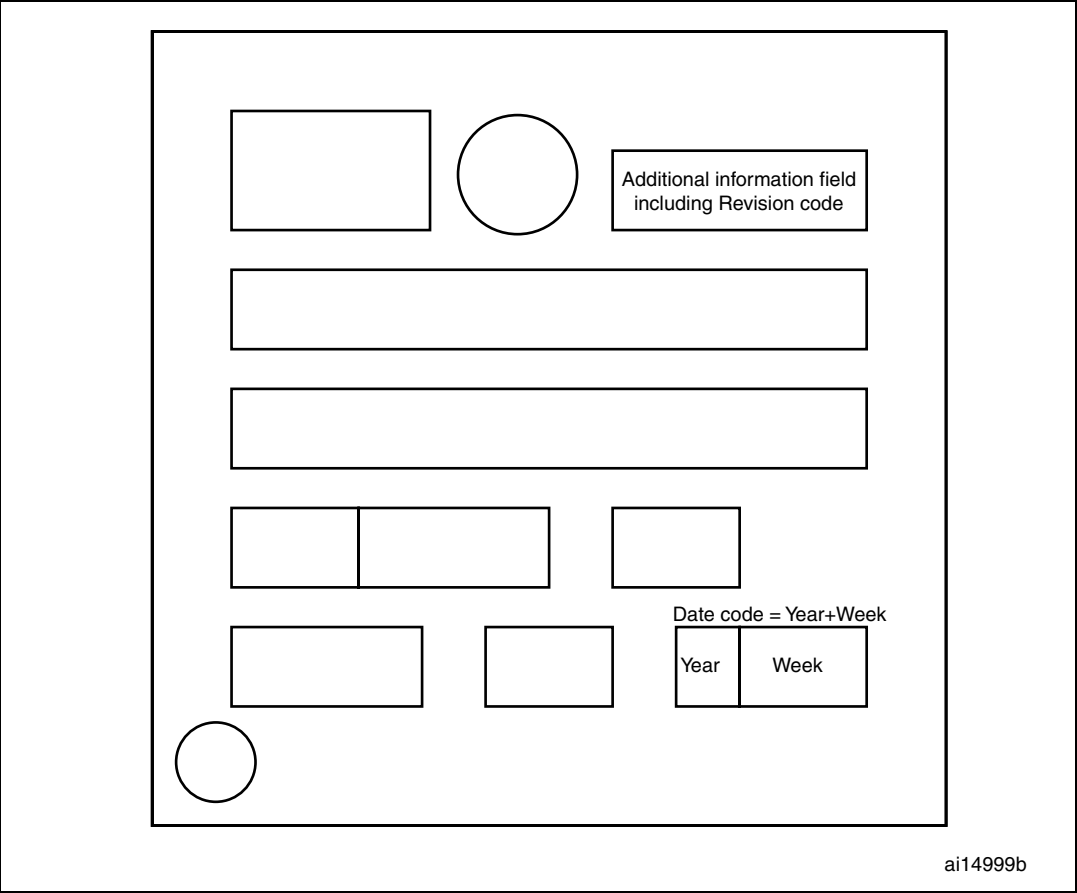 Additional information field
including Revision code
Date code = Year+Week
Year
Week
ai14999b